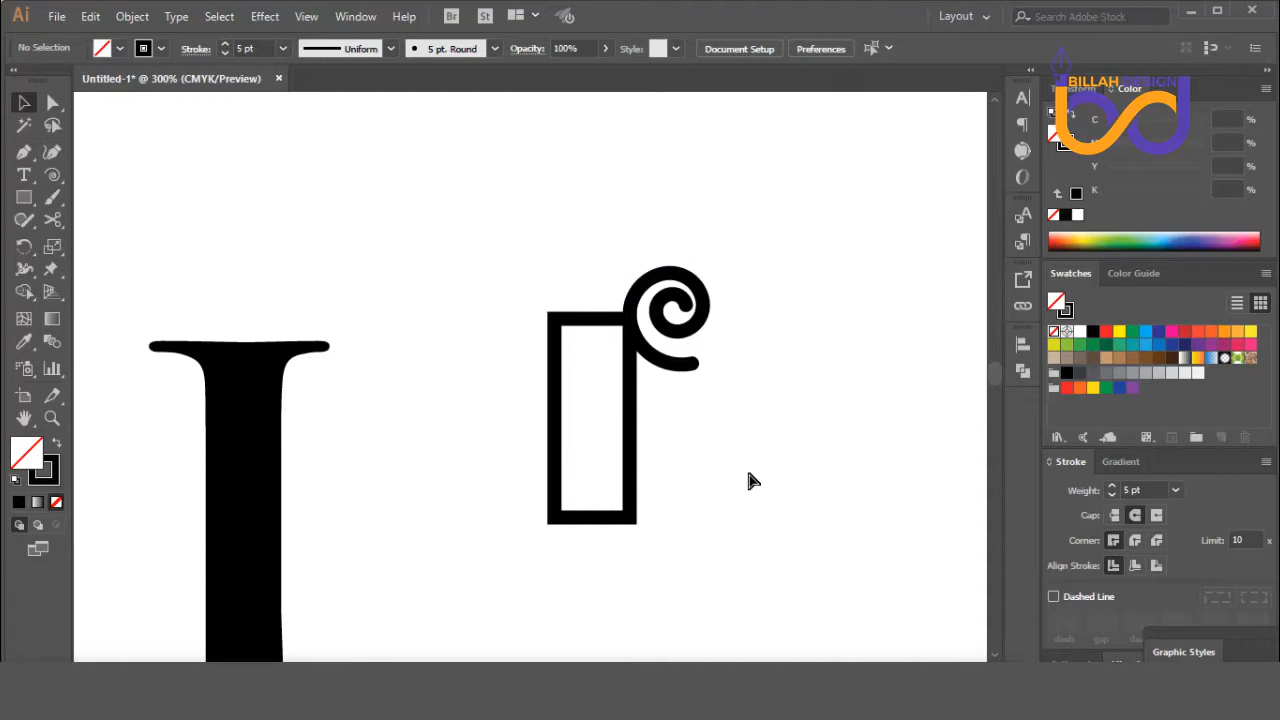 Ai File Edit Object Type Select Effect View Window Help Br St Layout Search Adobe Stock
No Selection Stroke: 5 pt Uniform 5 pt. Round Opacity: 100% Style: Document Setup Preferences
Untitled-1* @ 300% (CMYK/Preview)
BILLAH DESIGN
Color
C %
M %
Y %
K %
Swatches Color Guide
Stroke Gradient
Weight: 5 pt
Cap:
Corner: Limit: 10 x
Align Stroke:
Dashed Line
dash gap
Graphic Styles